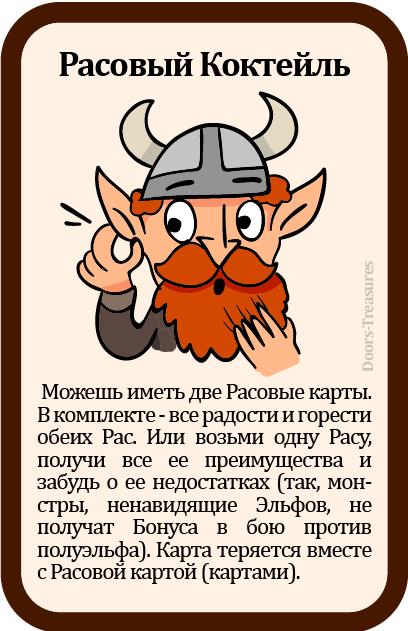 Расовый Коктейль
Doors-Treasures
Можешь иметь две Расовые карты.
В комплекте - все радости и горести
обеих Рас. Или возьми одну Расу,
получи все ее преимущества и
забудь о ее недостатках (так, мон-
стры, ненавидящие Эльфов, не
получат Бонуса в бою против
полуэльфа). Карта теряется вместе
с Расовой картой (картами).